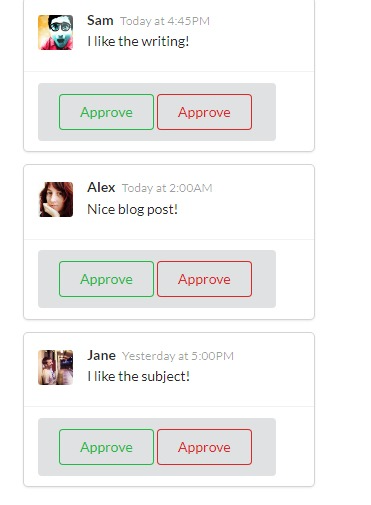 Sam Today at 4:45PM
I like the writing!
Approve Approve
Alex Today at 2:00AM
Nice blog post!
Approve Approve
Jane Yesterday at 5:00PM
I like the subject!
Approve Approve